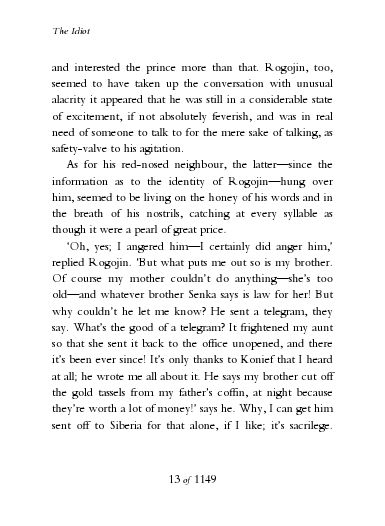 The Idiot
and interested the prince more than that. Rogojin, too,
seemed to have taken up the conversation with unusual
alacrity it appeared that he was still in a considerable state
of excitement, if not absolutely feverish, and was in real
need of someone to talk to for the mere sake of talking, as
safety-valve to his agitation.
As for his red-nosed neighbour, the latter—since the
information as to the identity of Rogojin—hung over
him, seemed to be living on the honey of his words and in
the breath of his nostrils, catching at every syllable as
though it were a pearl of great price.
'Oh, yes; I angered him—I certainly did anger him,'
replied Rogojin. 'But what puts me out so is my brother.
Of course my mother couldn't do anything—she's too
old—and whatever brother Senka says is law for her! But
why couldn't he let me know? He sent a telegram, they
say. What's the good of a telegram? It frightened my aunt
so that she sent it back to the office unopened, and there
it's been ever since! It's only thanks to Konief that I heard
at all; he wrote me all about it. He says my brother cut off
the gold tassels from my father's coffin, at night because
they're worth a lot of money!' says he. Why, I can get him
sent off to Siberia for that alone, if I like; it's sacrilege.
13 of 1149